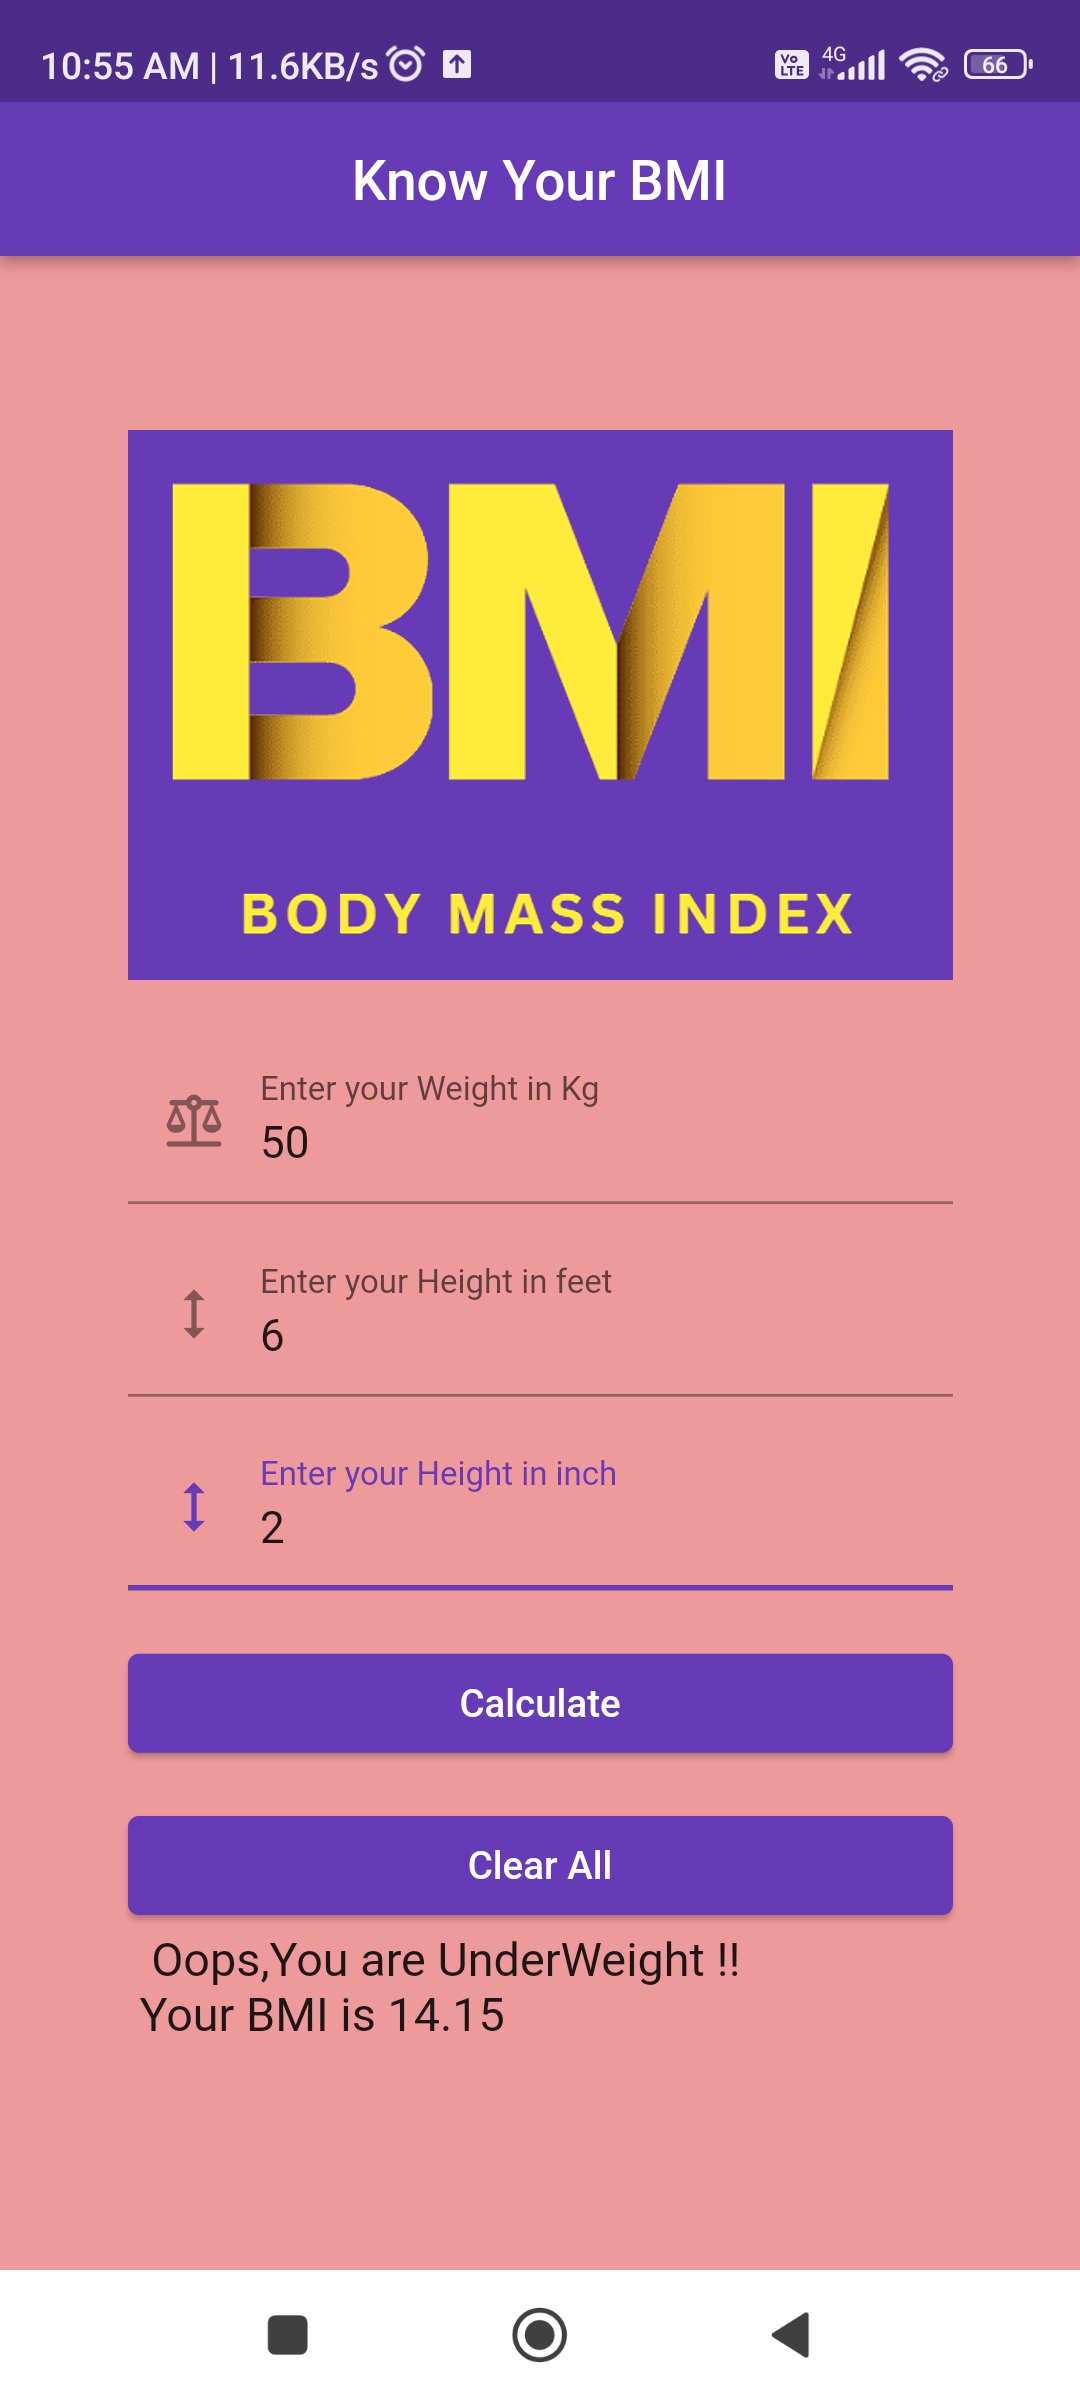 10:55 AM | 11.6KB/s Vo LTE 4G 66
Know Your BMI
BMI
BODY MASS INDEX
Enter your Weight in Kg
50
Enter your Height in feet
6
Enter your Height in inch
2
Calculate
Clear All
Oops,You are UnderWeight !!
Your BMI is 14.15